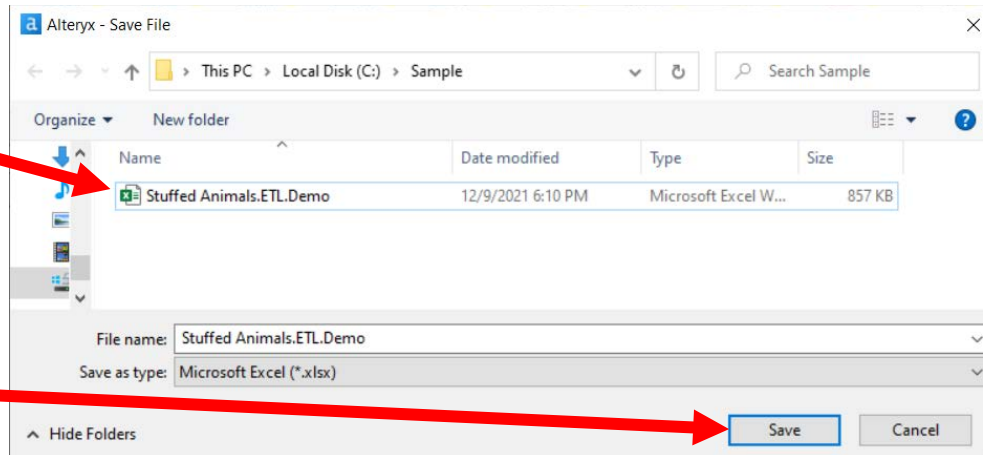 a Alteryx - Save File
This PC > Local Disk (C:) > Sample
Search Sample
Organize New folder
?
Name Date modified Type Size
Stuffed Animals.ETL.Demo 12/9/2021 6:10 PM Microsoft Excel W... 857 KB
File name: Stuffed Animals.ETL.Demo
Save as type: Microsoft Excel (*.xlsx)
Hide Folders Save Cancel